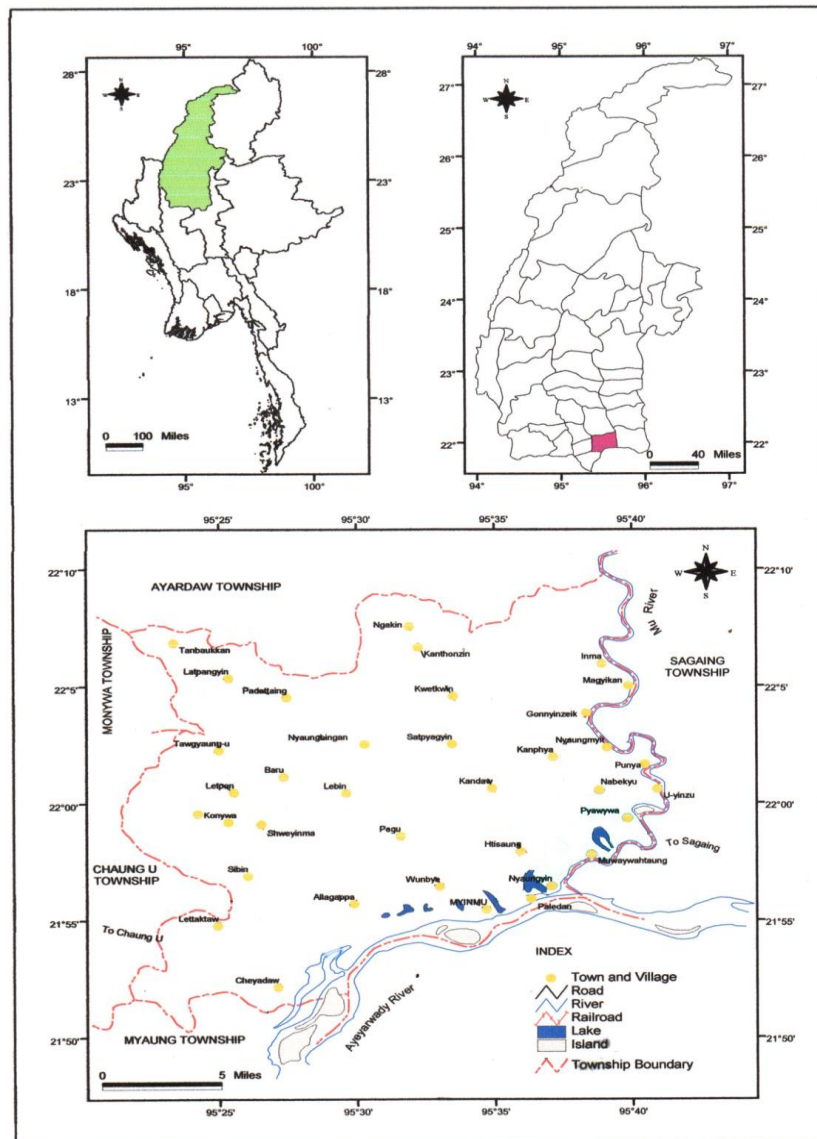 95° 100°
28° 28°
N
W E
S
23° 23°
18° 18°
13° 13°
0 100 Miles
95° 100°
94° 95° 96° 97°
N
W E
S
27° 27°
26° 26°
25° 25°
24° 24°
23° 23°
22° 22°
0 40 Miles
94° 95° 96° 97°
95°25 95°30 95°35 95°40
22°10' 22°10'
AYARDAW TOWNSHIP
N
W E
S
Mu River
MONYWA TOWNSHIP
Ngakin
Tanbaukkan
Kanthonzin
Inma
SAGAING
TOWNSHIP
Latpangyin
Magyikan
22°5' 22°5'
Padattaing
Kwetkwin
Gonnyinzeik
Tawgyaung-u
Nyaungtaingan
Satpyagyin
Kanphya
Nyaungmyit
Punya
Baru
Letpan
Lebin
Kandaw
Nabekyu
U-yinzu
22°00' 22°00'
Konywa
Shweyinma
Pegu
Pyawywa
To Sagaing
Htisaung
Muwaywahtaung
CHAUNG U
TOWNSHIP
Sibin
Wunbye
Nyaungyin
Allagappa
MYINMU
Paledan
21°55' 21°55'
Lettaktaw
To Chaung U
Cheyadaw
Ayeyarwady River
MYAUNG TOWNSHIP
21°50' 21°50'
INDEX
Town and Village
Road
River
Railroad
Lake
Island
Township Boundary
0 5
Miles
95°25 95°30 95°35 95°40